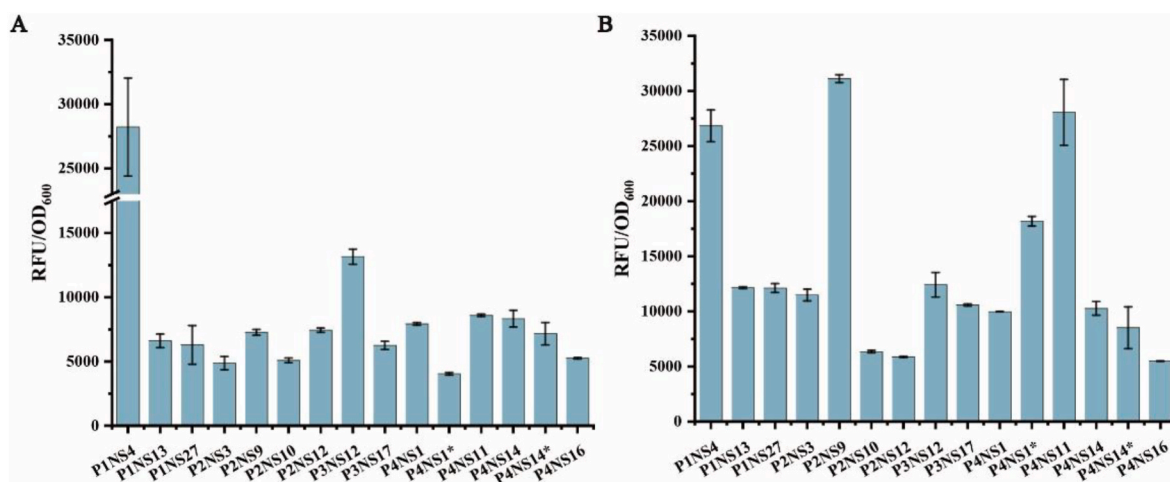 A
RFU/OD600
35000
30000
25000
15000
10000
5000
0
P1NS4
P1NS13
P1NS27
P2NS3
P2NS9
P2NS10
P2NS12
P3NS12
P3NS17
P4NS1
P4NS1*
P4NS11
P4NS14
P4NS14*
P4NS16
B
RFU/OD600
35000
30000
25000
20000
15000
10000
5000
0
P1NS4
P1NS13
P1NS27
P2NS3
P2NS9
P2NS10
P2NS12
P3NS12
P3NS17
P4NS1
P4NS1*
P4NS11
P4NS14
P4NS14*
P4NS16